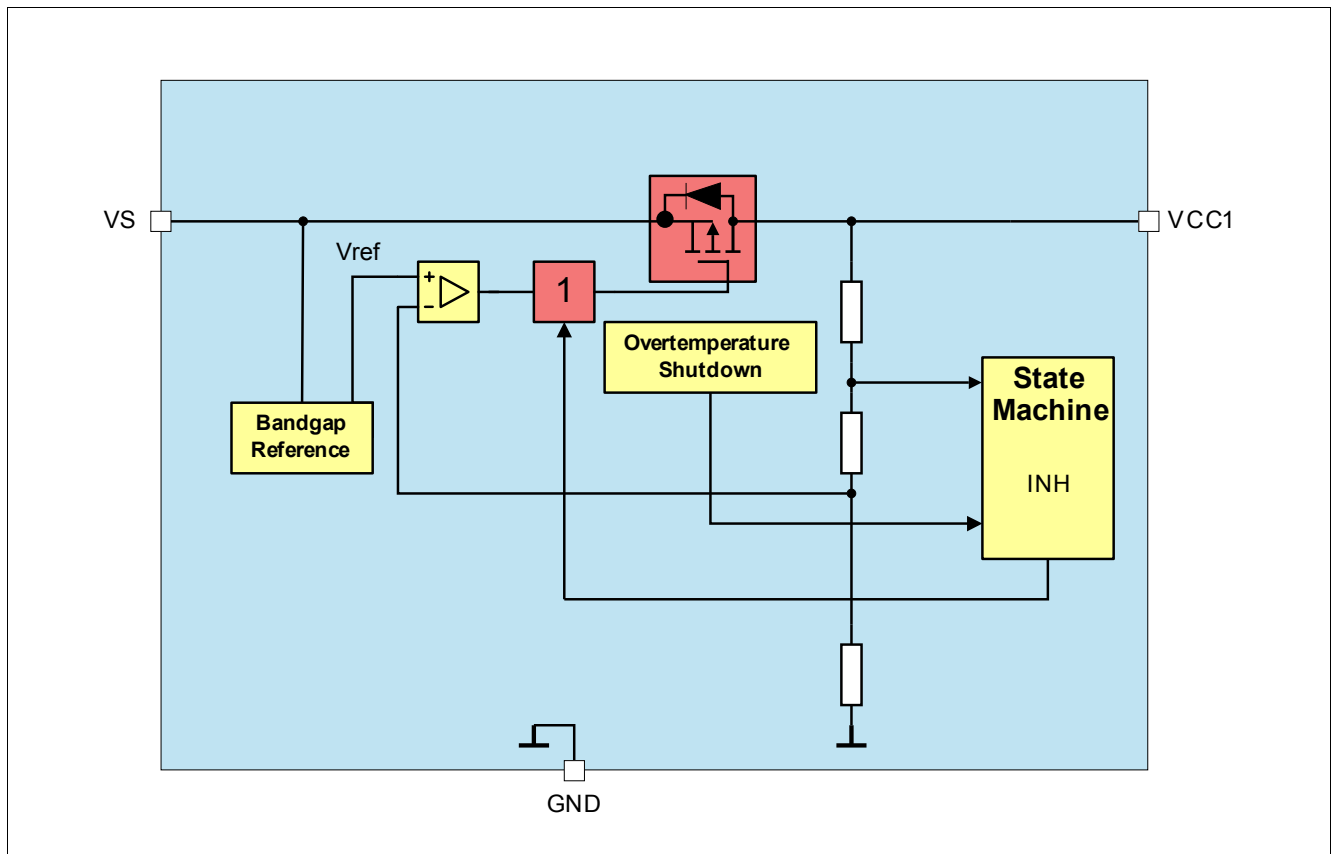 VS
VCC1
Vref
+
−
1
Overtemperature
Shutdown
State
Machine
INH
Bandgap
Reference
GND